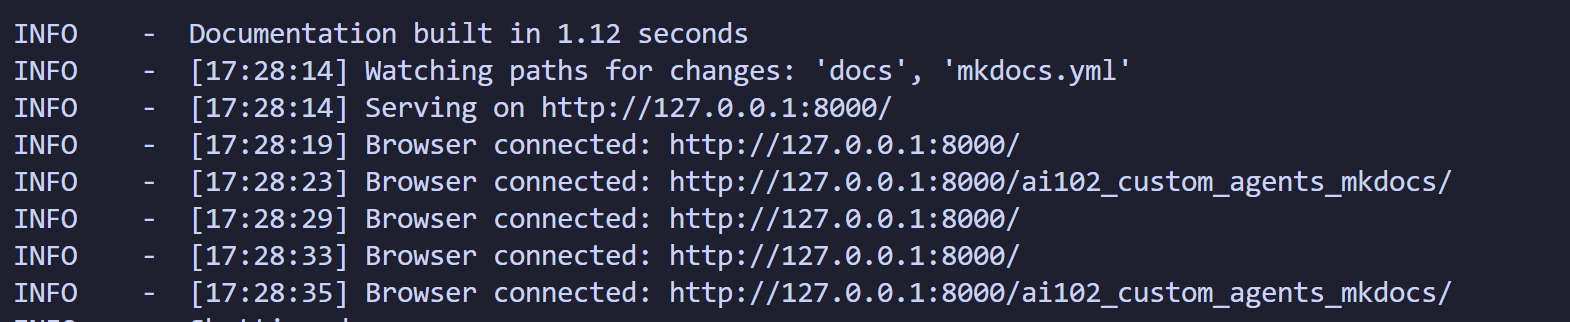 INFO    -  Documentation built in 1.12 seconds
INFO    -  [17:28:14] Watching paths for changes: 'docs', 'mkdocs.yml'
INFO    -  [17:28:14] Serving on http://127.0.0.1:8000/
INFO    -  [17:28:19] Browser connected: http://127.0.0.1:8000/
INFO    -  [17:28:23] Browser connected: http://127.0.0.1:8000/ai102_custom_agents_mkdocs/
INFO    -  [17:28:29] Browser connected: http://127.0.0.1:8000/
INFO    -  [17:28:33] Browser connected: http://127.0.0.1:8000/
INFO    -  [17:28:35] Browser connected: http://127.0.0.1:8000/ai102_custom_agents_mkdocs/